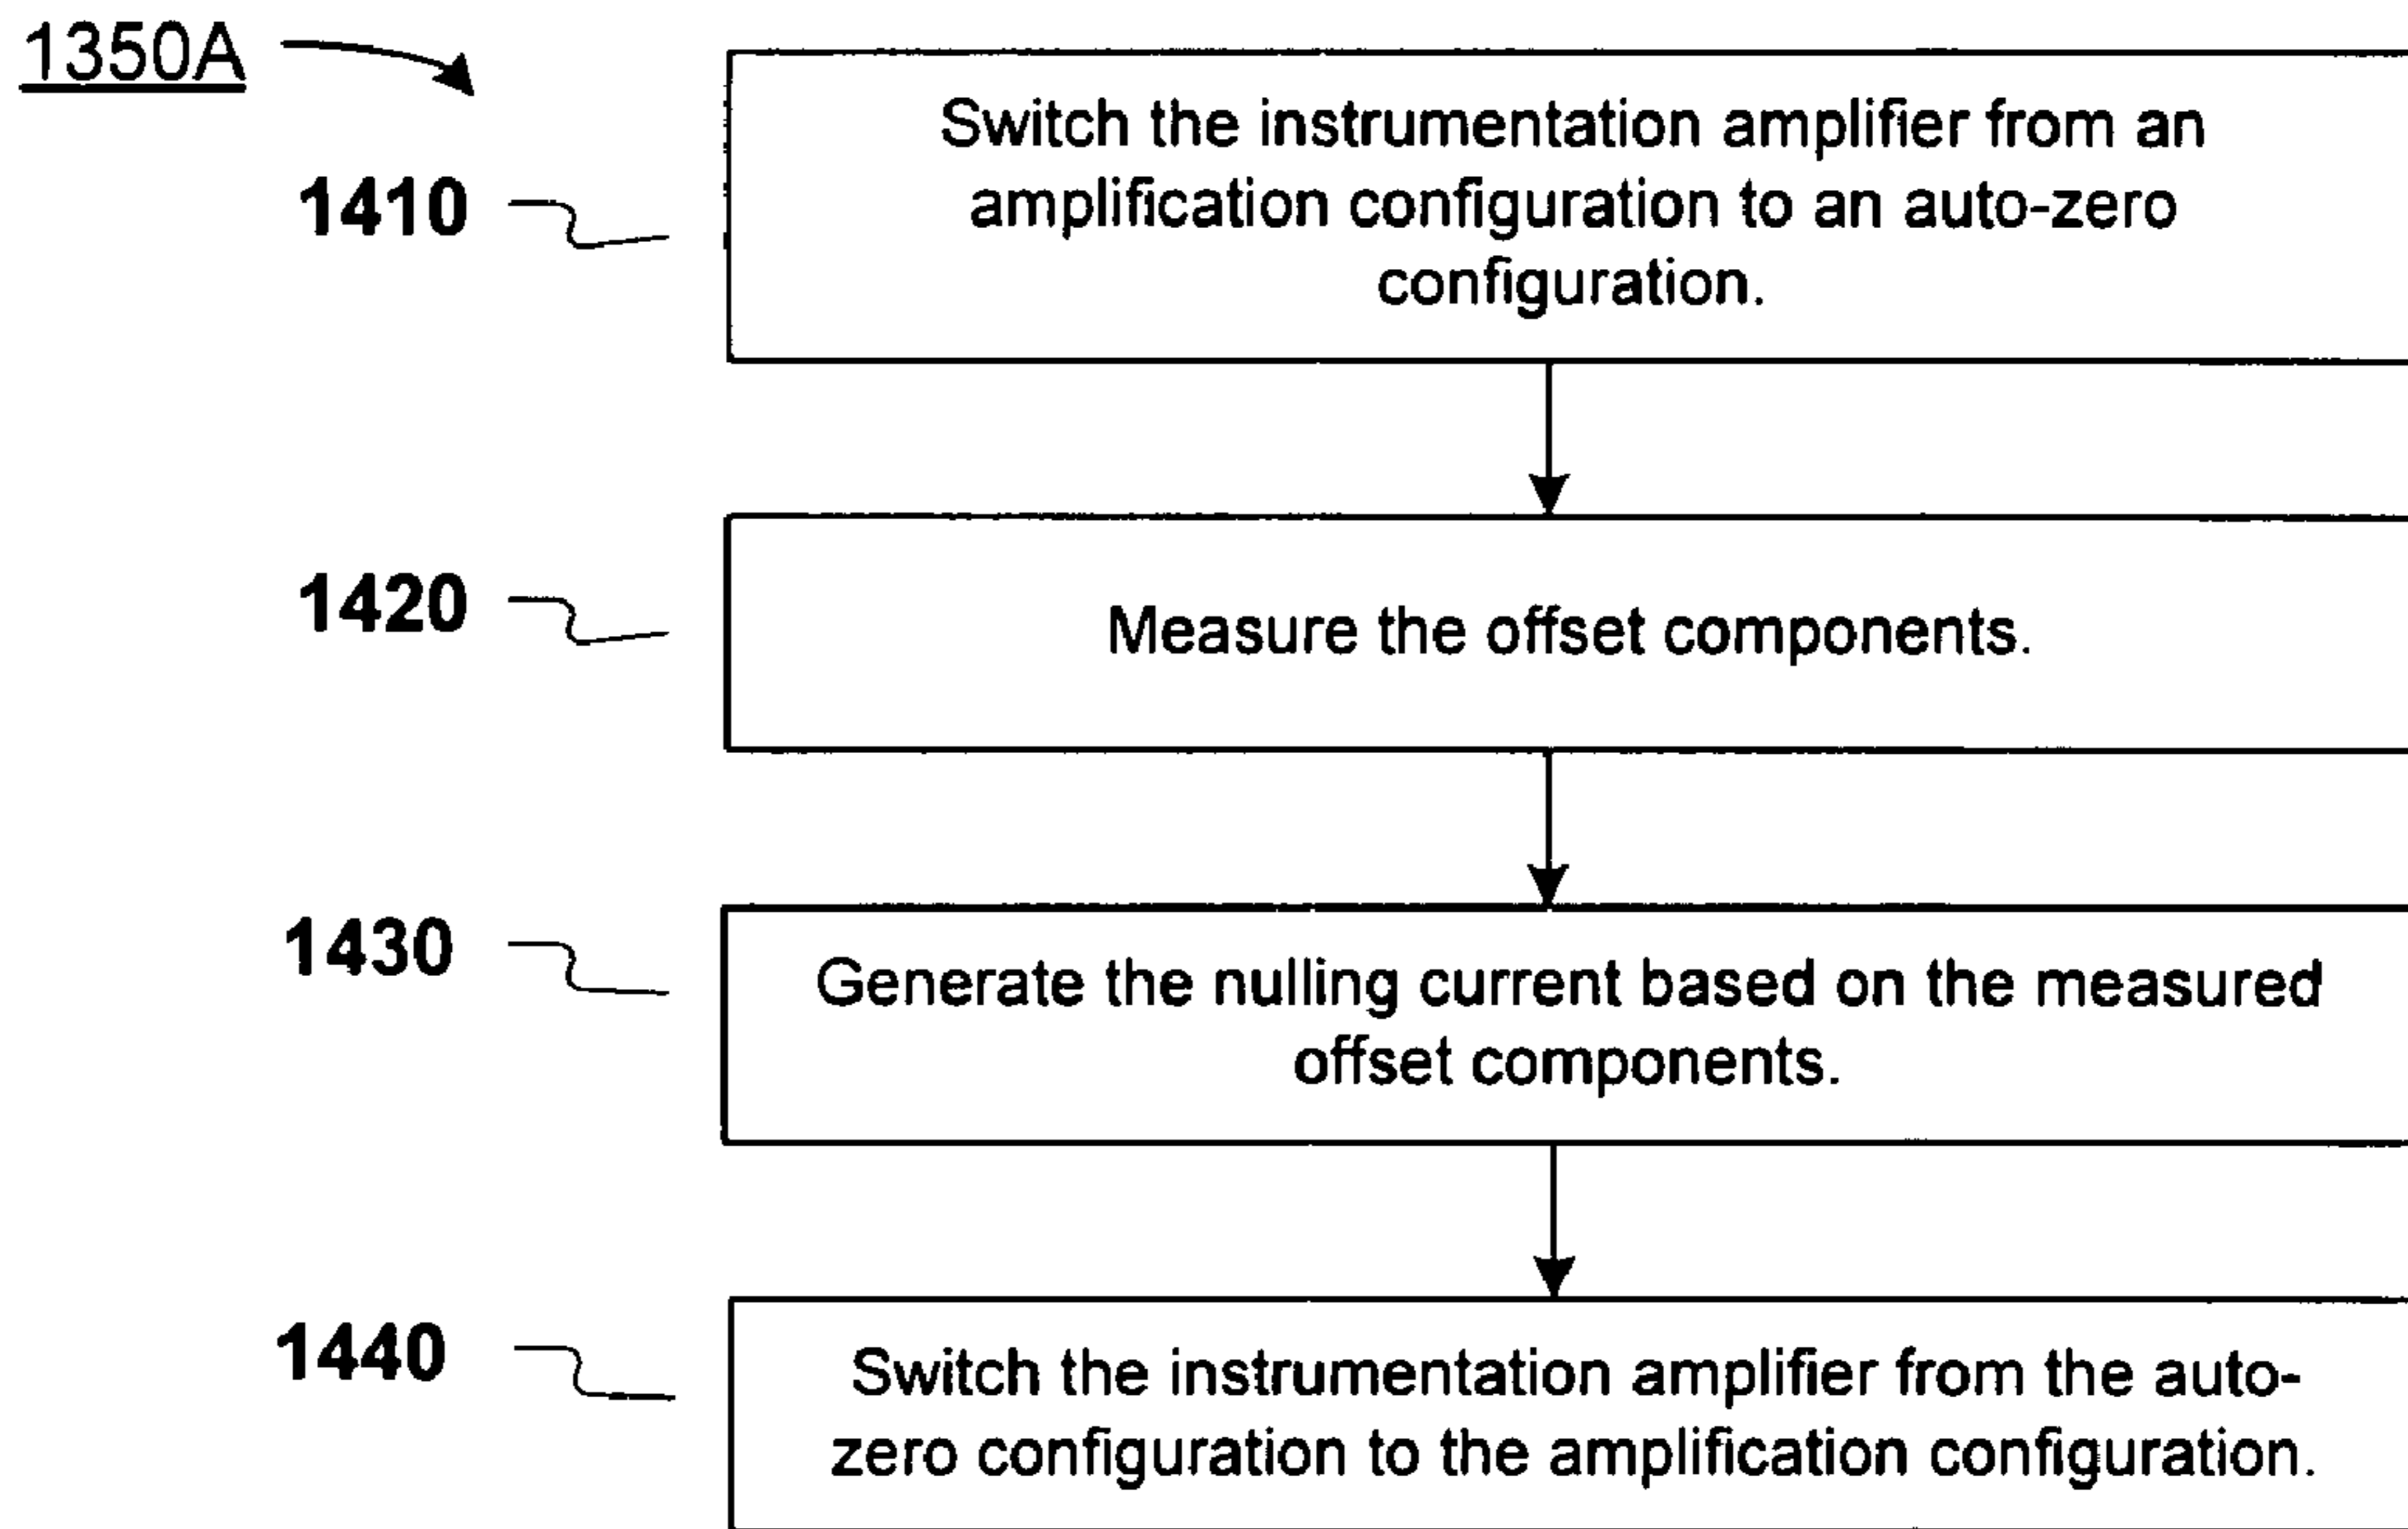 1350A
1410
Switch the instrumentation amplifier from an
amplification configuration to an auto-zero
configuration.
1420
Measure the offset components.
1430
Generate the nulling current based on the measured
offset components.
1440
Switch the instrumentation amplifier from the auto-
zero configuration to the amplification configuration.